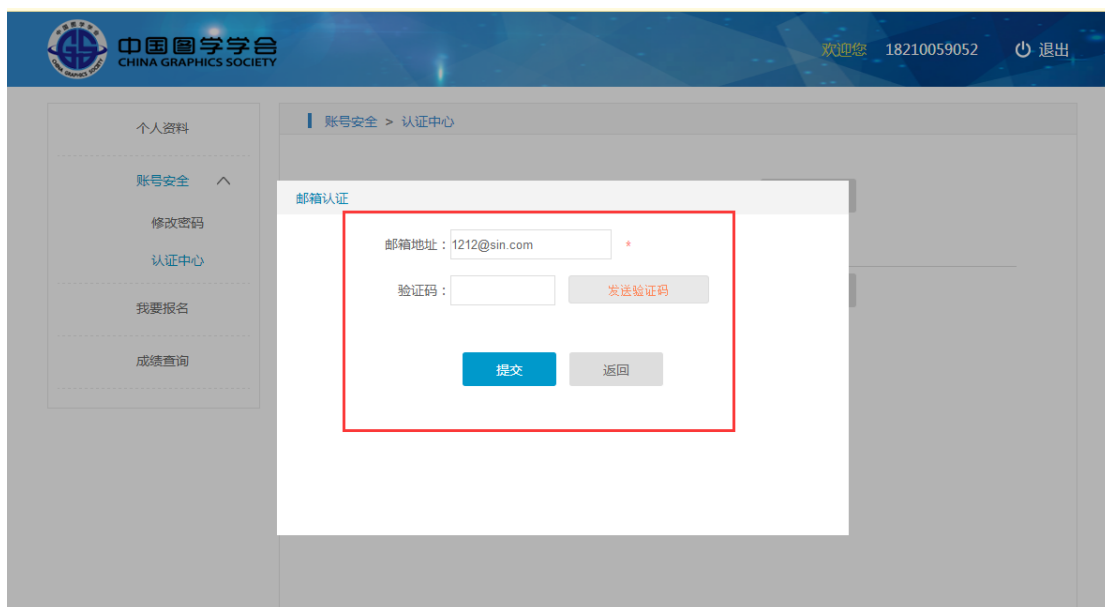 中国图学学会
CHINA GRAPHICS SOCIETY
欢迎您 18210059052 退出
个人资料
账号安全
修改密码
认证中心
我要报名
成绩查询
账号安全 > 认证中心
邮箱认证
邮箱地址：1212@sin.com *
验证码： 发送验证码
提交 返回